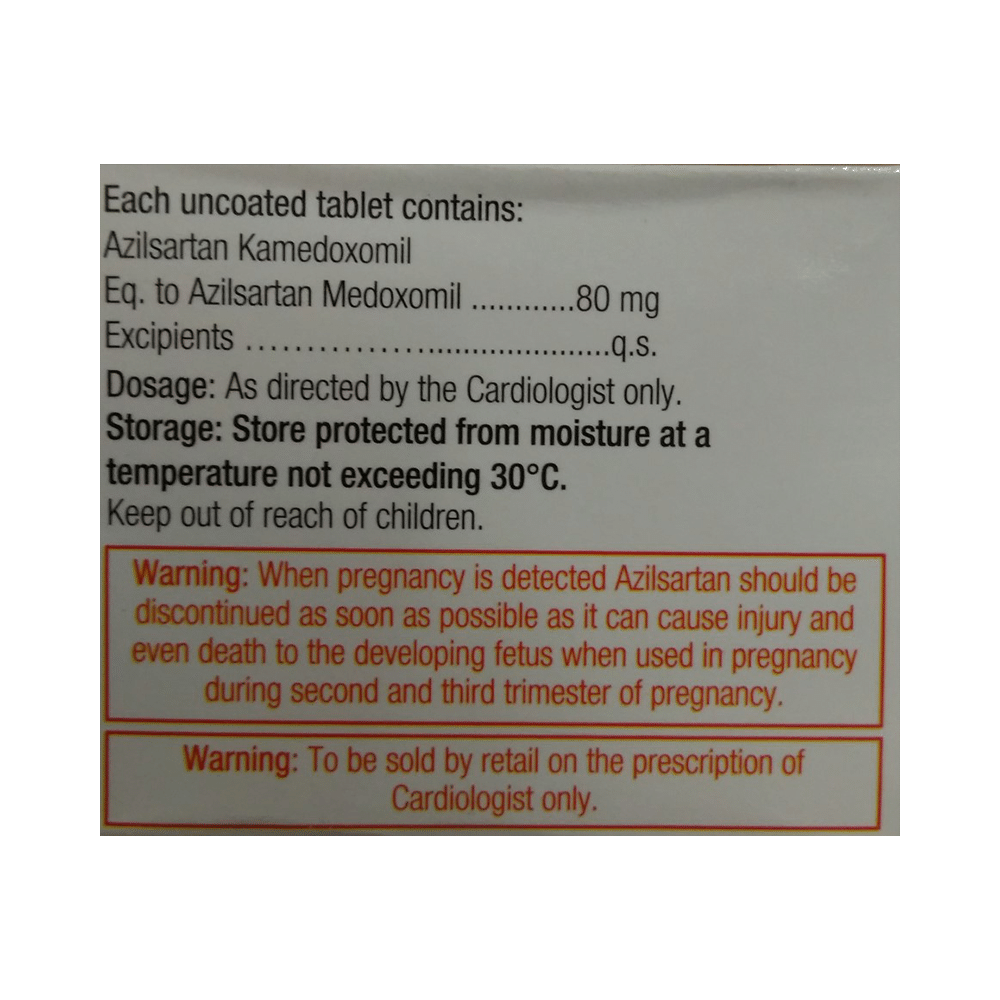 Each uncoated tablet contains:
Azilsartan Kamedoxomil
Eq. to Azilsartan Medoxomil ............80 mg
Excipients .....................................q.s.
Dosage: As directed by the Cardiologist only.
Storage: Store protected from moisture at a
temperature not exceeding 30°C.
Keep out of reach of children.
Warning: When pregnancy is detected Azilsartan should be
discontinued as soon as possible as it can cause injury and
even death to the developing fetus when used in pregnancy
during second and third trimester of pregnancy.
Warning: To be sold by retail on the prescription of
Cardiologist only.